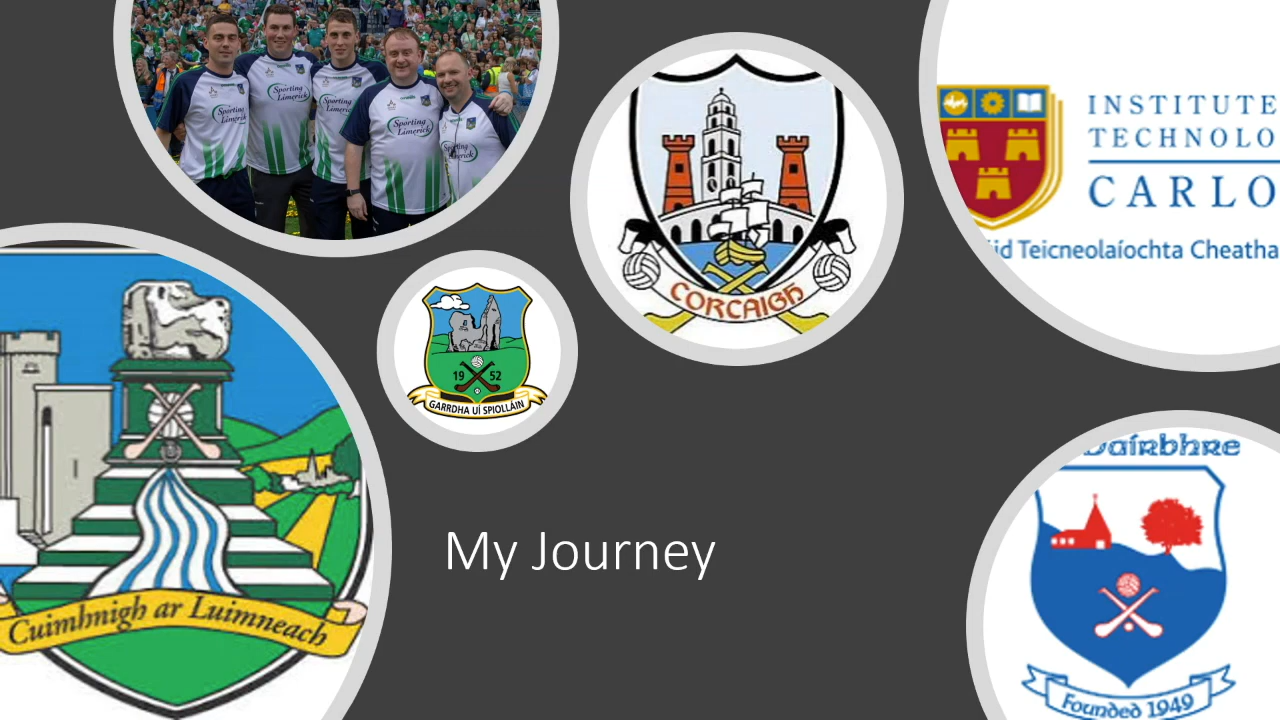 Sporting
Limerick
Sporting
Limerick
Sporting
Limerick
Sporting
Limerick
Sporting
CORCAIGH
INSTITUTE
TECHNOLO
CARLO
id Teicneolaíochta Cheatha
19 52
GARRDHA UÍ SPIOLLÁIN
Cuimhnigh ar Luimneach
My Journey
Dairbhre
Founded 1949